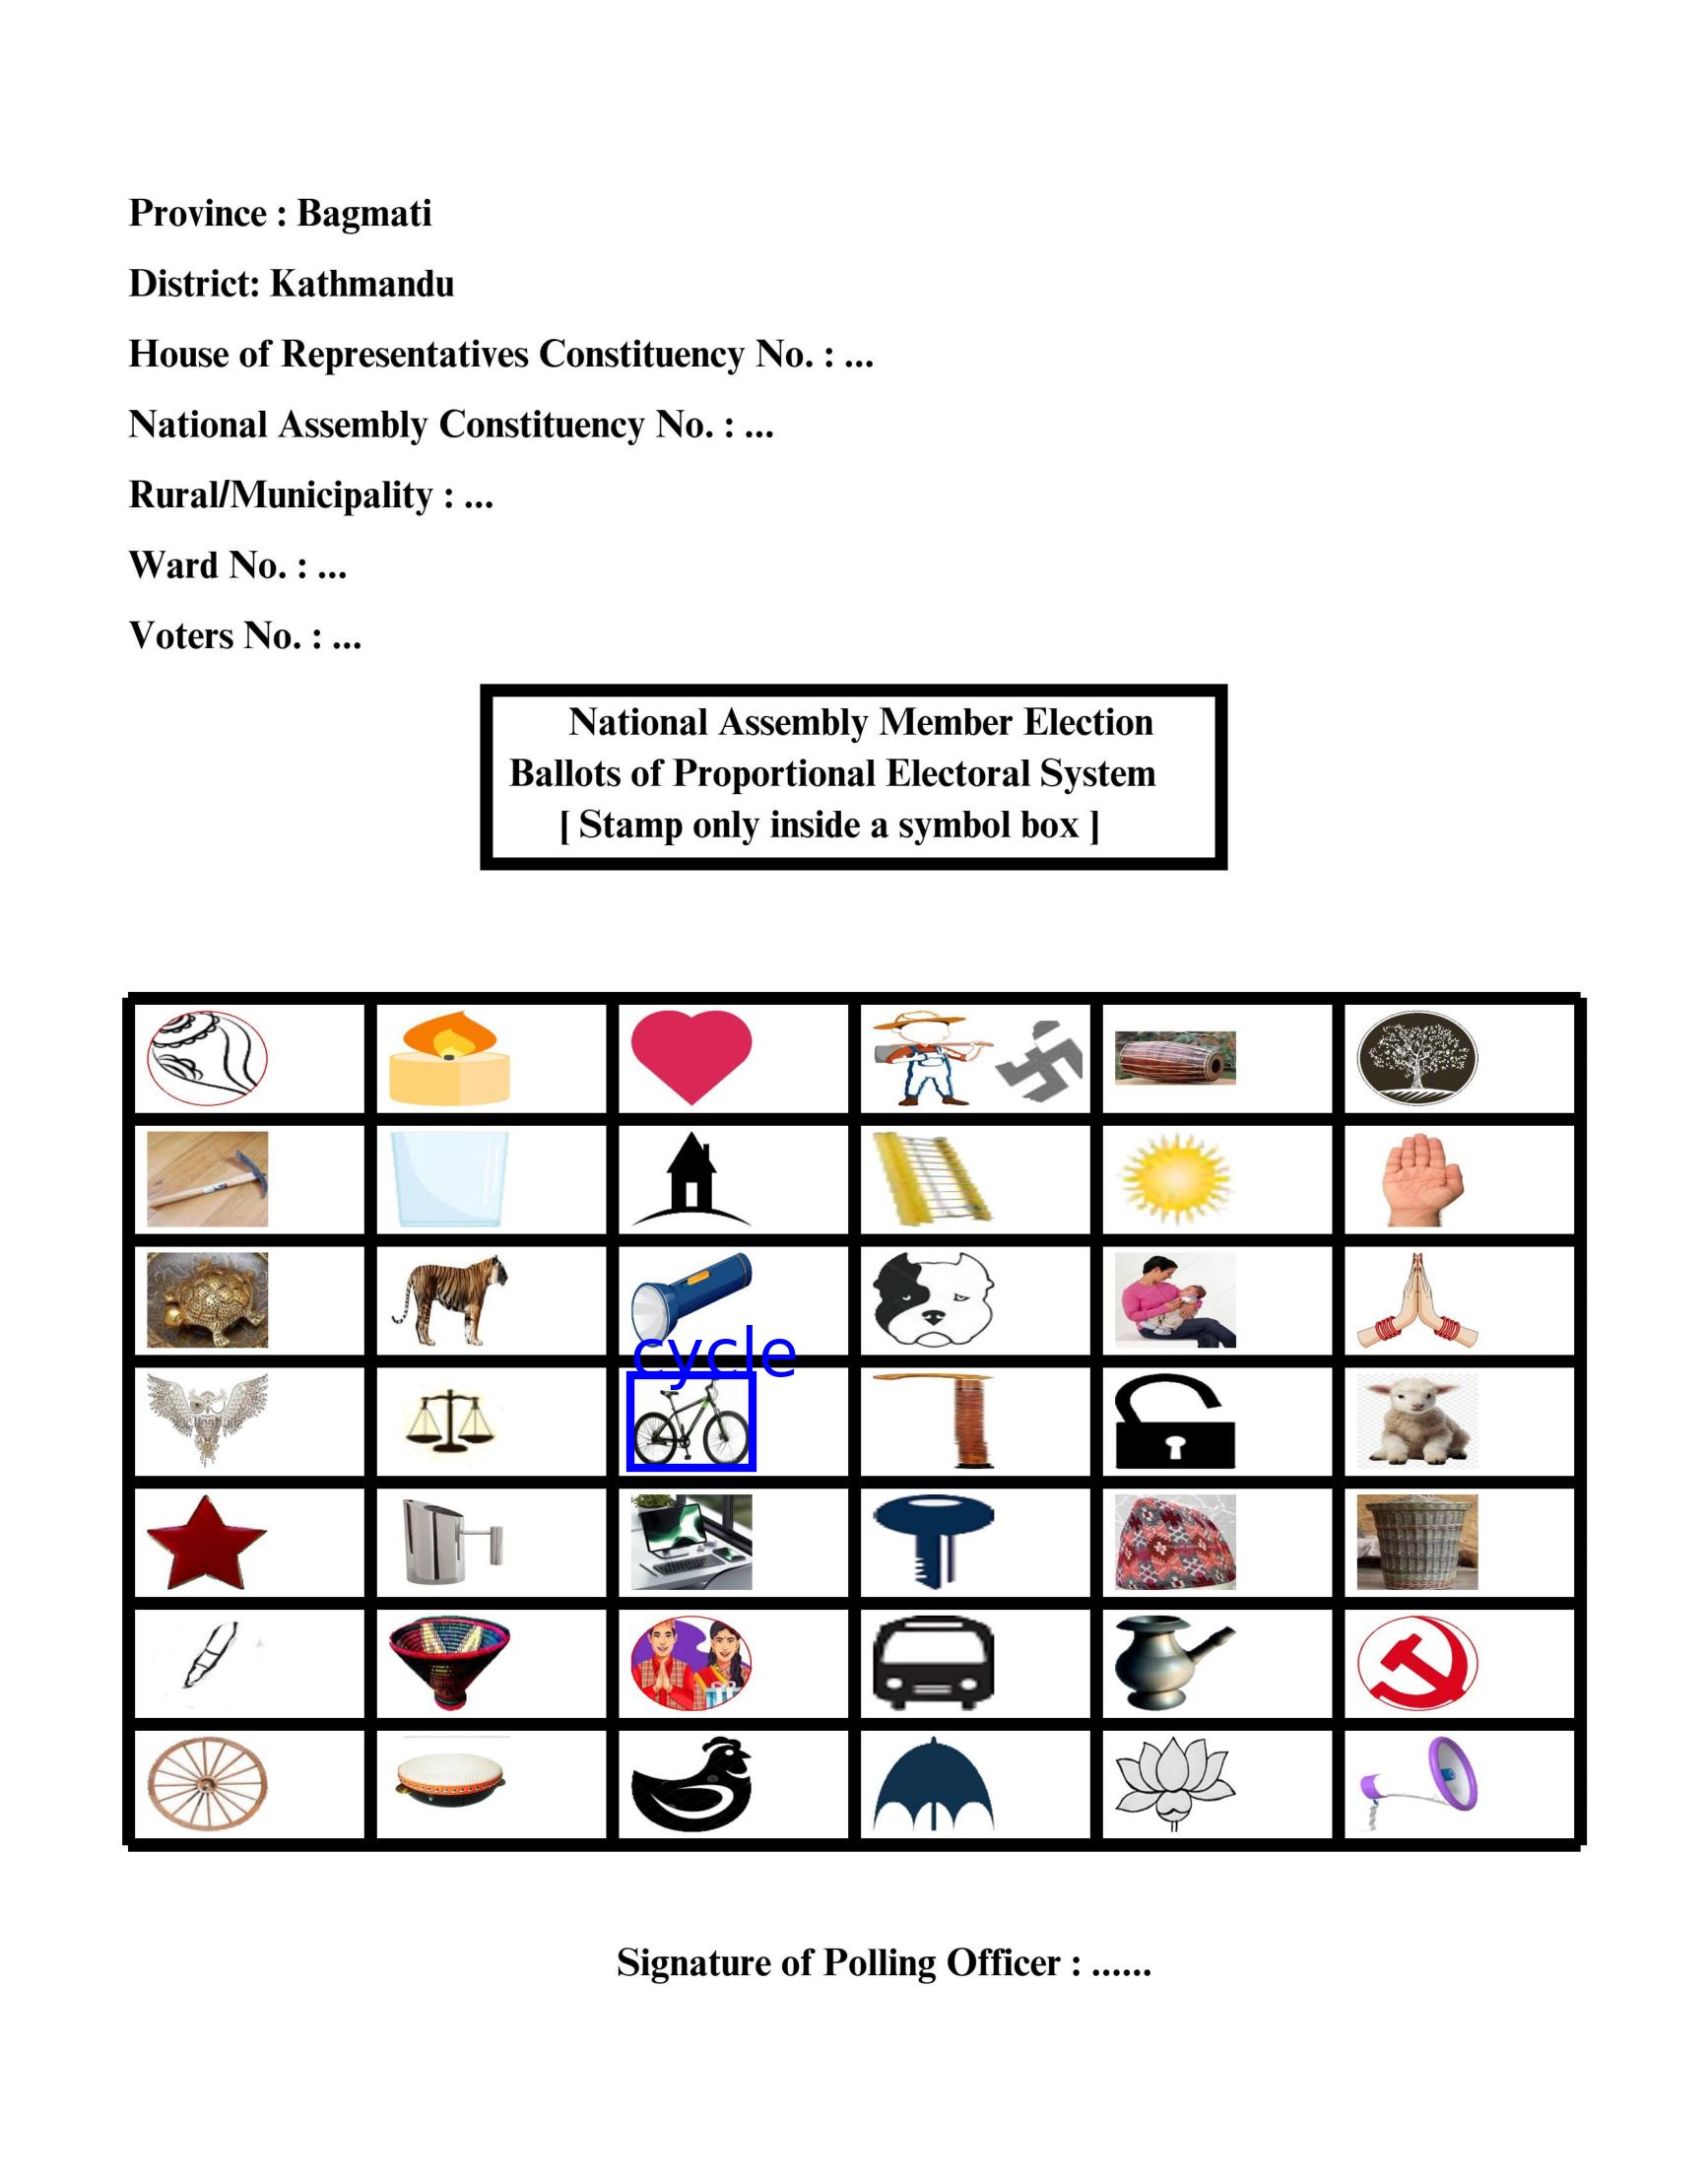 Province : Bagmati
District: Kathmandu
House of Representatives Constituency No. : ...
National Assembly Constituency No. : ...
Rural/Municipality : ...
Ward No. : ...
Voters No. : ...
National Assembly Member Election
Ballots of Proportional Electoral System
[ Stamp only inside a symbol box ]
cycle
Signature of Polling Officer : ......